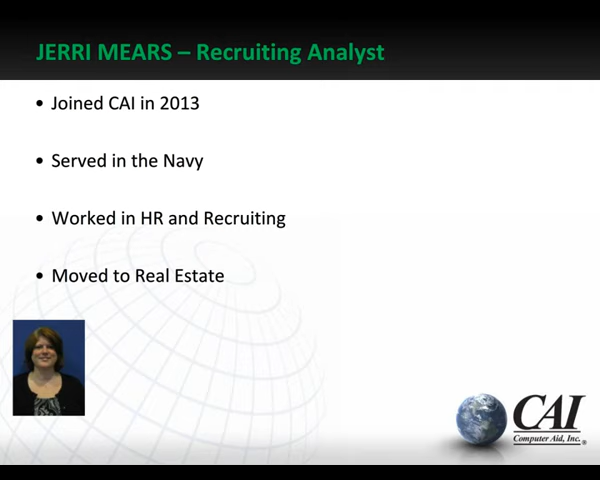 JERRI MEARS – Recruiting Analyst
• Joined CAI in 2013
• Served in the Navy
• Worked in HR and Recruiting
• Moved to Real Estate
CAI
Computer Aid, Inc.®